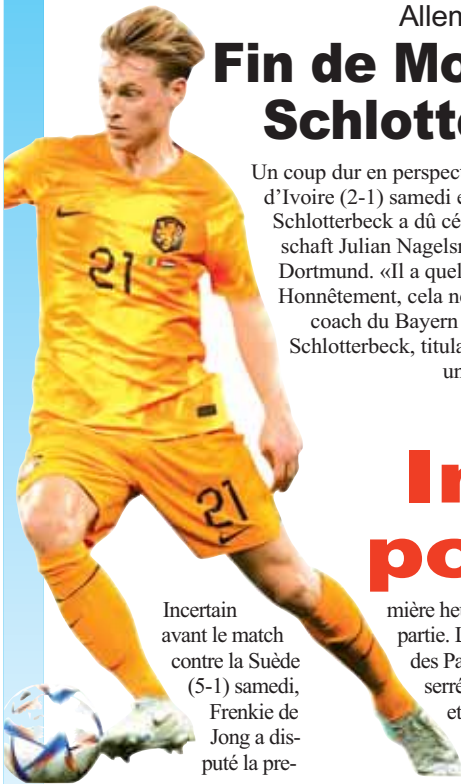 Allem
Fin de Mo
Schlotte
Un coup dur en perspect
d'Ivoire (2-1) samedi e
Schlotterbeck a dû cé
schaft Julian Nagelsr
Dortmund. «Il a quel
Honnêtement, cela ne
coach du Bayern
Schlotterbeck, titula
un
21
21
In
po
Incertain
avant le match
contre la Suède
(5-1) samedi,
Frenkie de
Jong a dis-
puté la pre-
mière heu
partie. L
des Pa
serré
et